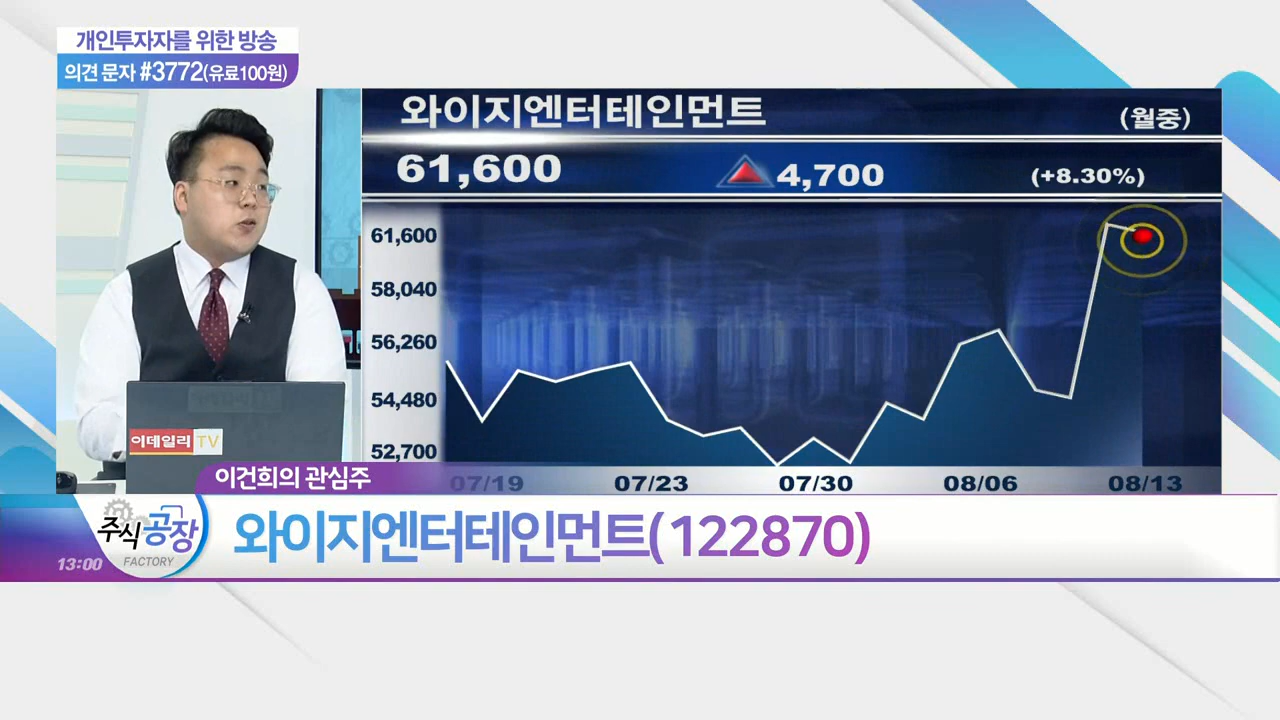 개인투자자를 위한 방송
의견 문자 #3772(유료100원)
와이지엔터테인먼트
(월중)
61,600
4,700
(+8.30%)
61,600
58,040
56,260
54,480
52,700
07/19
07/23
07/30
08/06
08/13
이데일리 TV
이건희의 관심주
주식공장
FACTORY
13:00
와이지엔터테인먼트(122870)